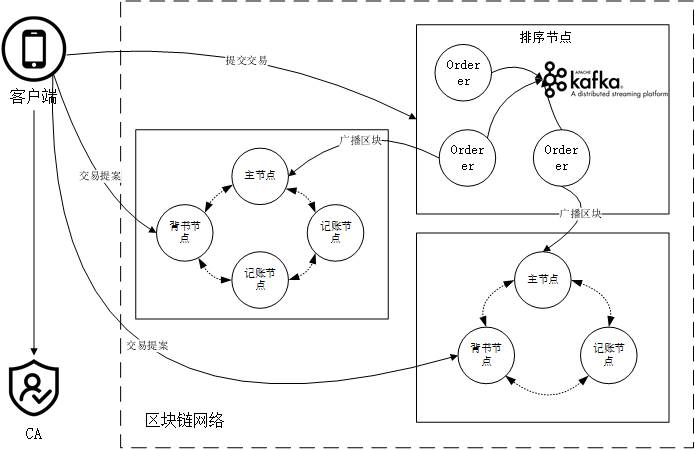 客户端
提交交易
排序节点
Order
er
APACHE
kafka®
A distributed streaming platform
Order
er
Order
er
广播区块
交易提案
主节点
背书节
点
记账节
点
记账节
点
广播区块
主节点
背书节
点
记账节
点
交易提案
区块链网络
CA